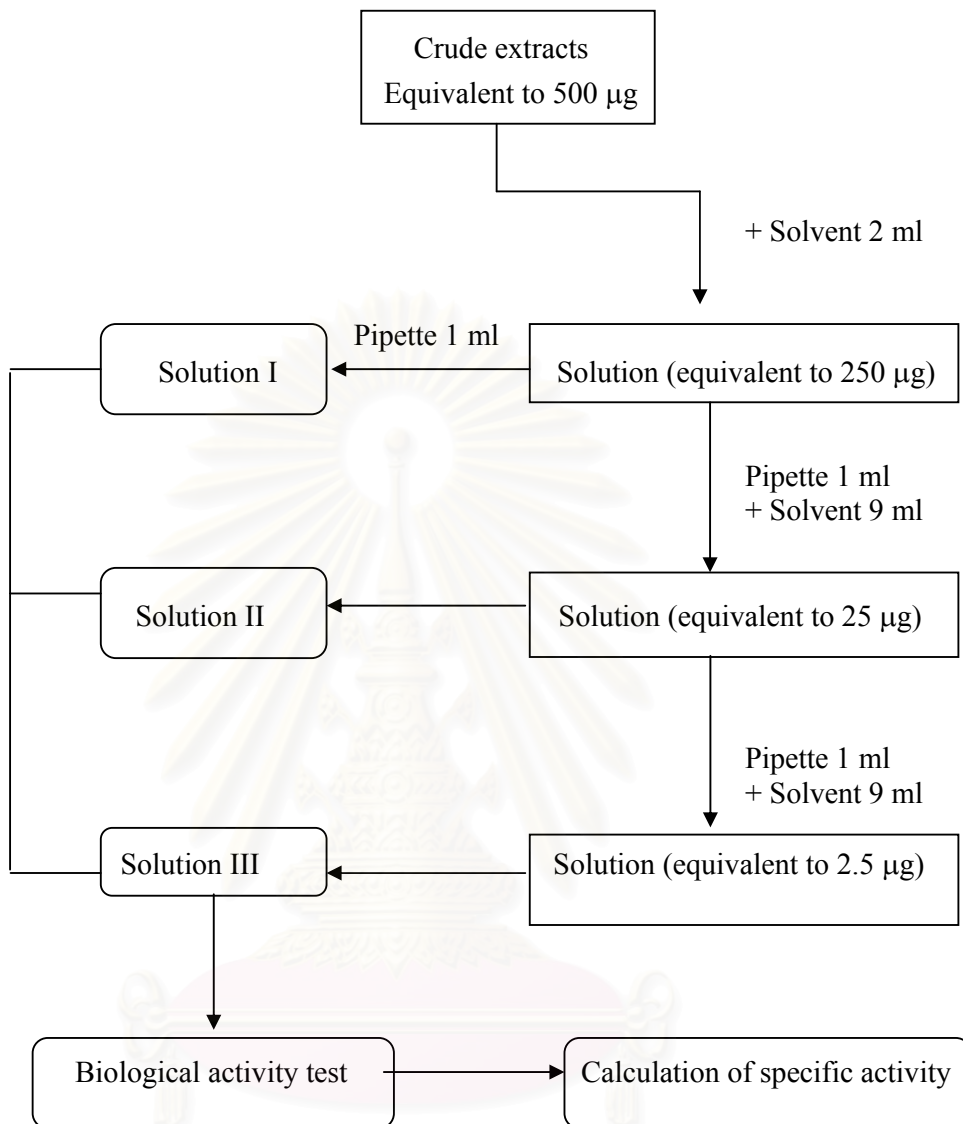 Crude extracts
Equivalent to 500 μg
+ Solvent 2 ml
Solution I
Pipette 1 ml
Solution (equivalent to 250 μg)
Pipette 1 ml
+ Solvent 9 ml
Solution II
Solution (equivalent to 25 μg)
Pipette 1 ml
+ Solvent 9 ml
Solution III
Solution (equivalent to 2.5 μg)
Biological activity test
Calculation of specific activity